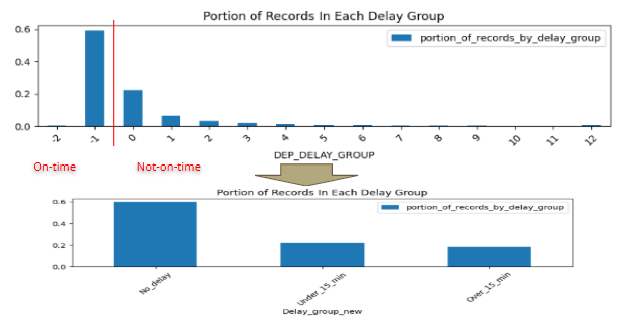 Portion of Records In Each Delay Group
0.6
0.4
0.2
0.0
portion_of_records_by_delay_group
-2 -1 0 1 2 3 4 5 6 7 8 9 10 11 12
DEP_DELAY_GROUP
On-time Not-on-time
Portion of Records In Each Delay Group
0.6
0.4
0.2
0.0
portion_of_records_by_delay_group
No_delay Under_15_min Over_15_min
Delay_group_new